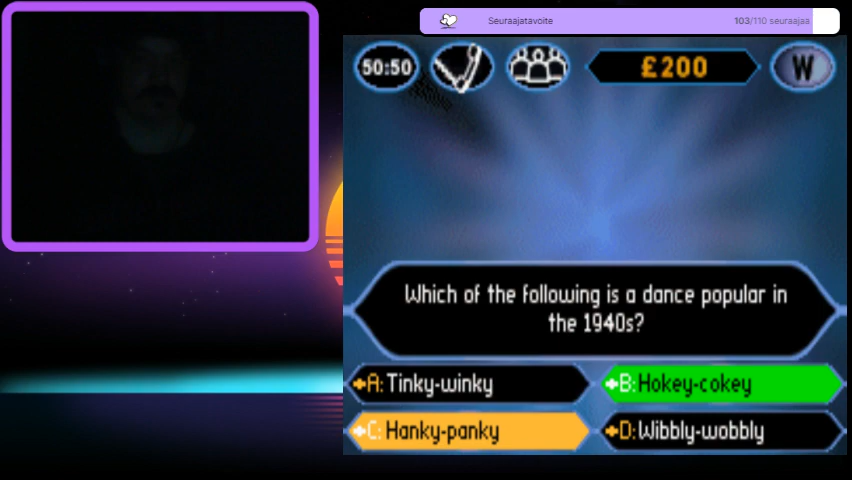 Seuraajatavoite
103/110 seuraajaa
50:50
£200
W
Which of the following is a dance popular in
the 1940s?
A: Tinky-winky
B: Hokey-cokey
C: Hanky-panky
D: Wibbly-wobbly